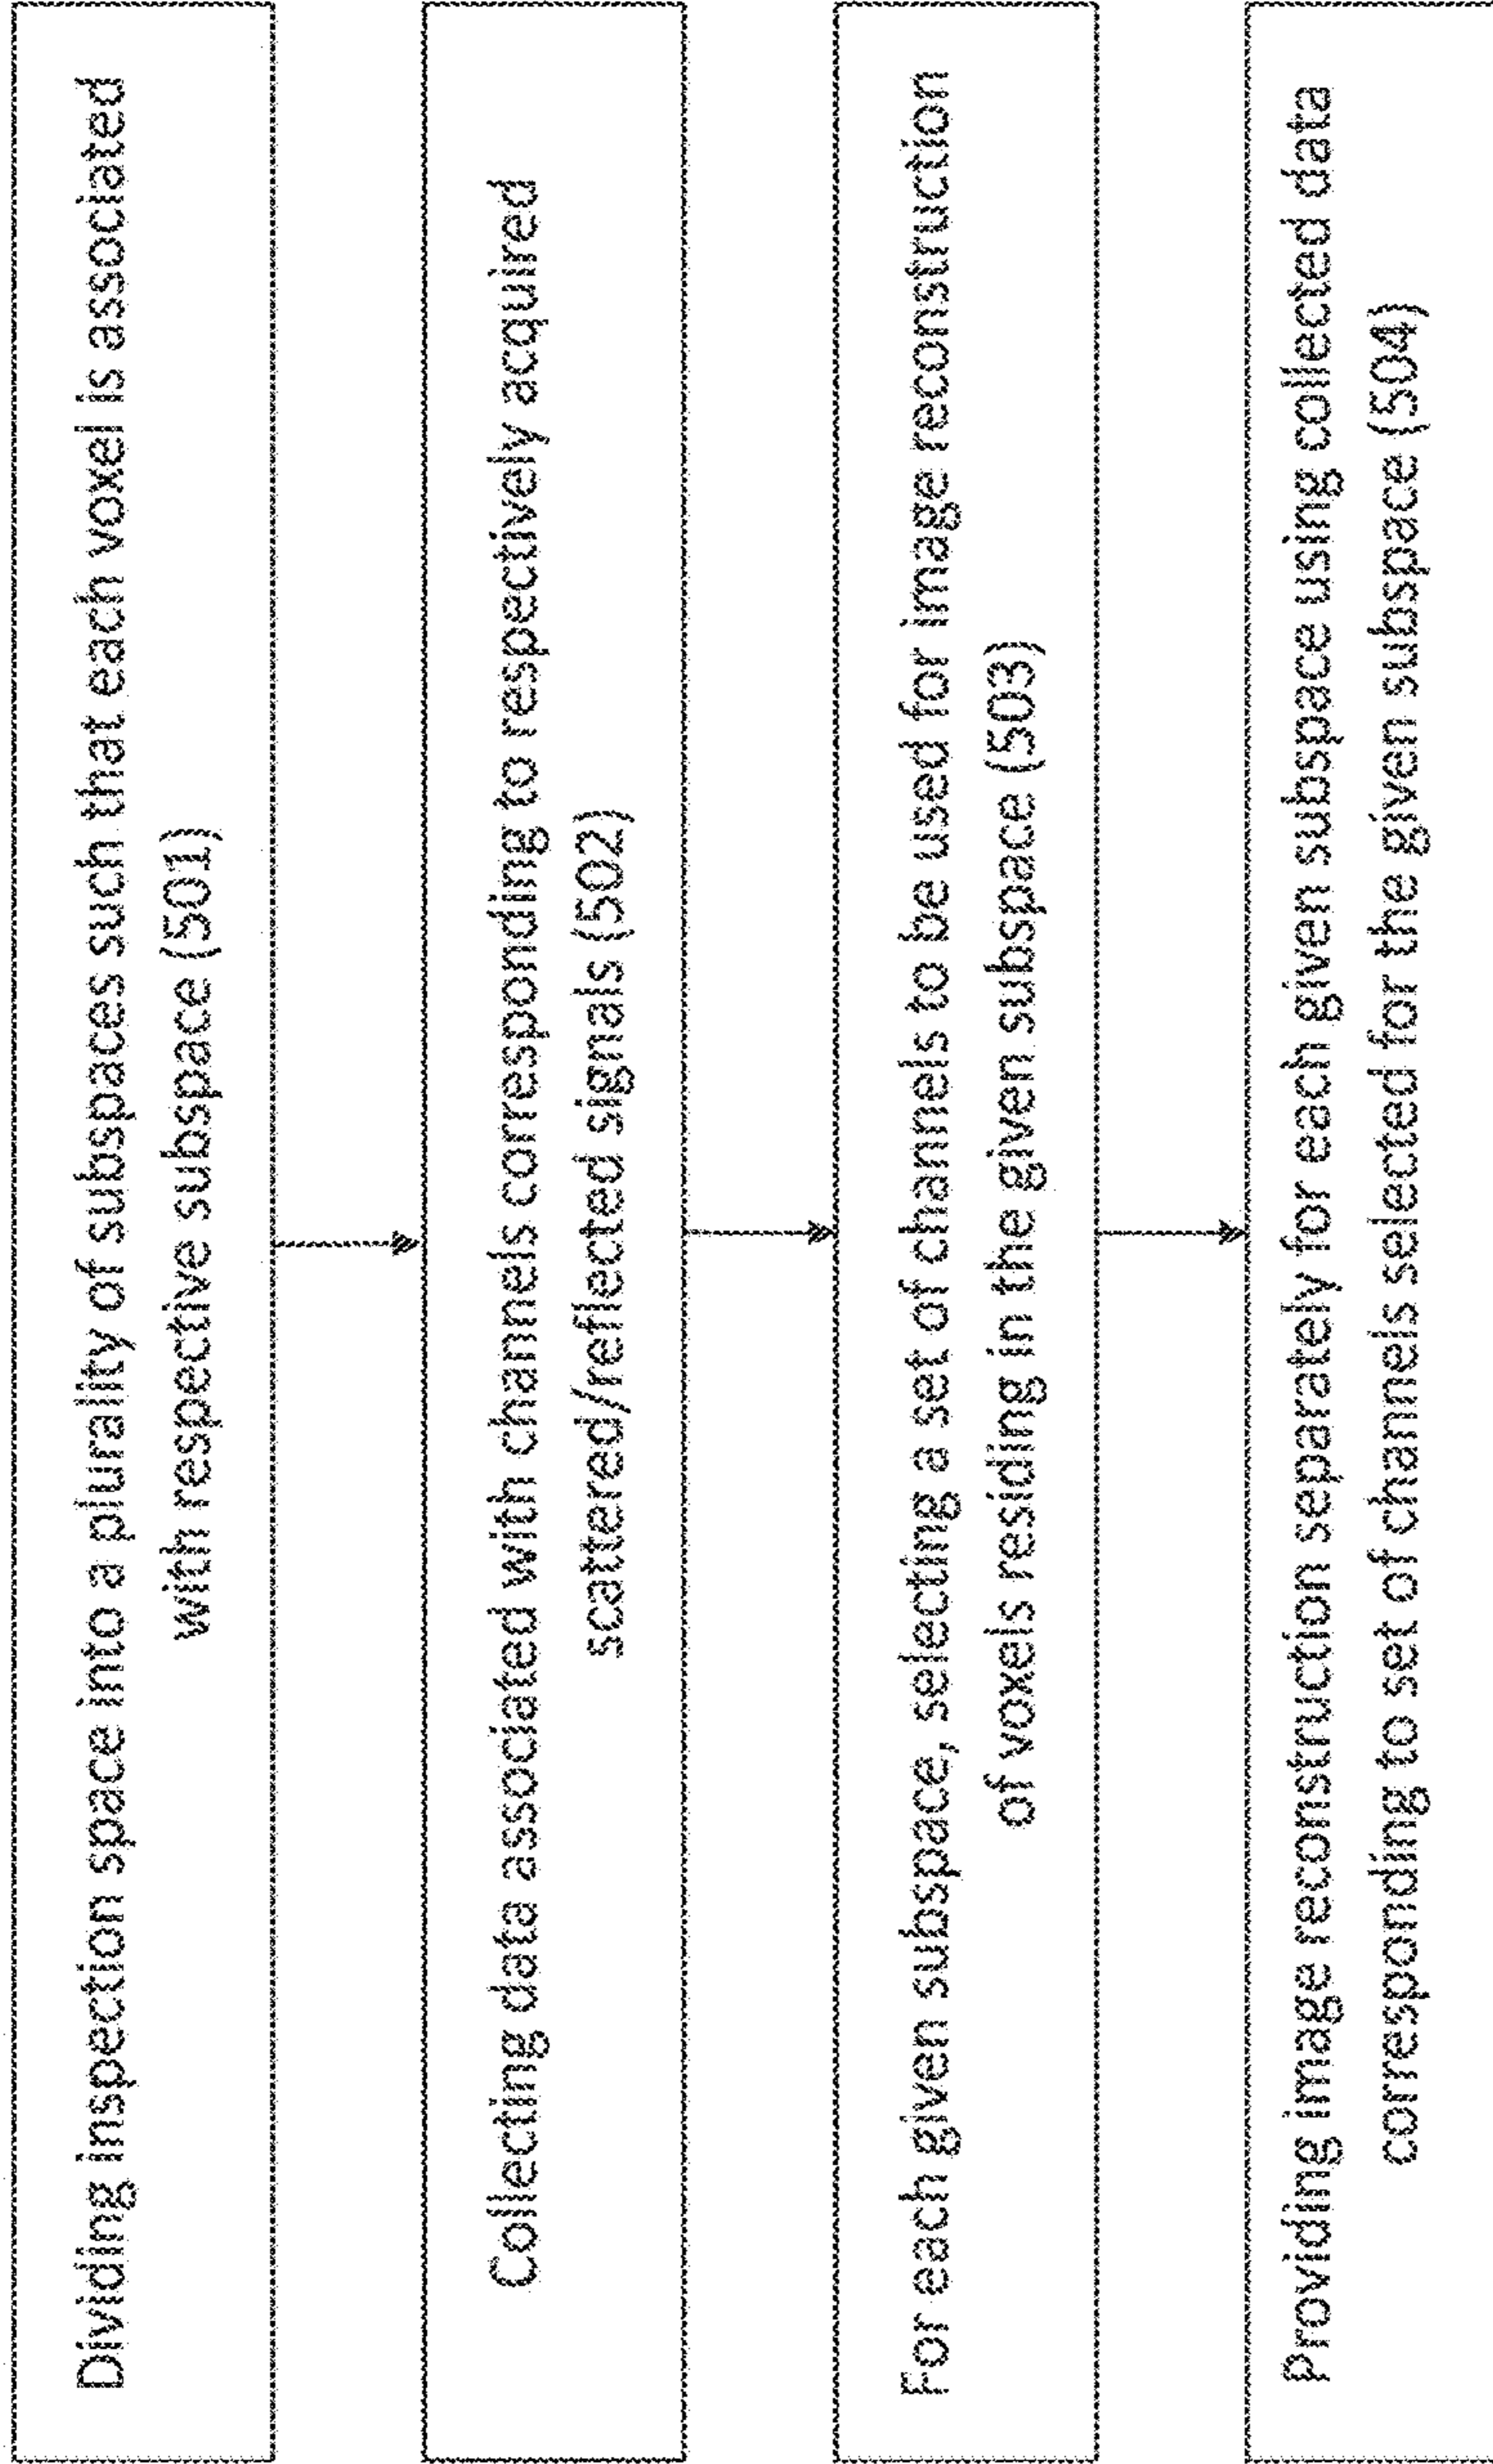 Dividing inspection space into a plurality of subspaces such that each voxel is associated
with respective subspace (501)
Collecting data associated with channels corresponding to respectively acquired
scattered/reflected signals (502)
For each given subspace, selecting a set of channels to be used for image reconstruction
of voxels residing in the given subspace (503)
Providing image reconstruction separately for each given subspace using collected data
corresponding to set of channels selected for the given subspace (504)